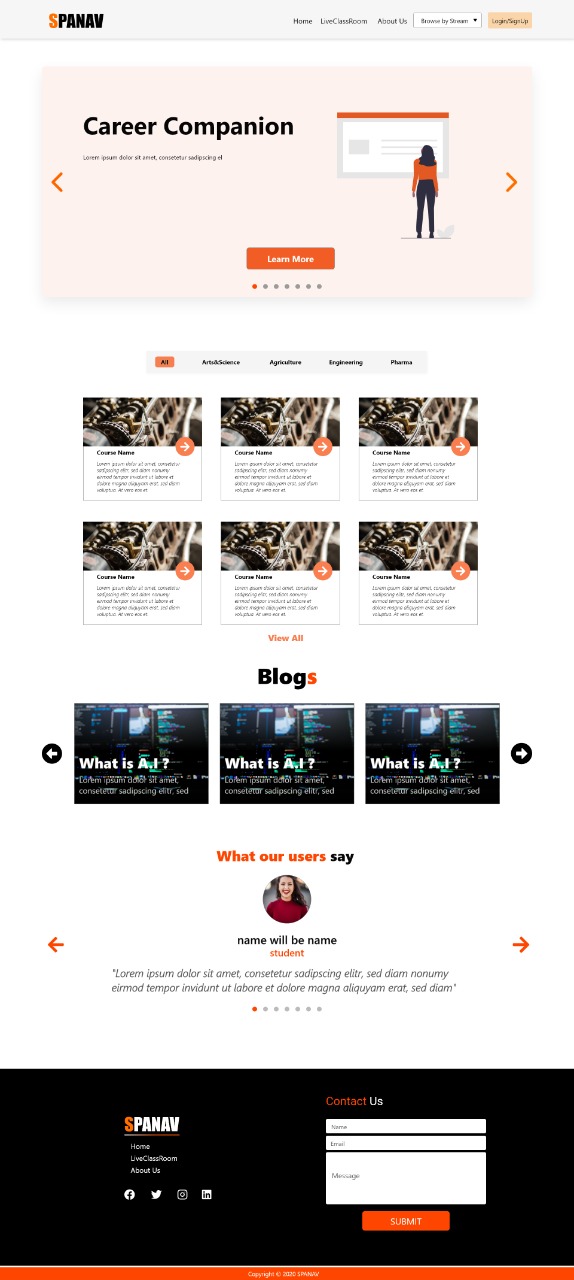 SPANAV
Home LiveClassRoom About Us Browse by Stream Login/SignUp
Career Companion
Lorem ipsum dolor sit amet, consetetur sadipscing el
Learn More
All Arts&Science Agriculture Engineering Pharma
Course Name Course Name Course Name
Lorem ipsum dolor sit amet, consetetur Lorem ipsum dolor sit amet, consetetur Lorem ipsum dolor sit amet, consetetur
sadipscing elitr, sed diam nonumy sadipscing elitr, sed diam nonumy sadipscing elitr, sed diam nonumy
eirmod tempor invidunt ut labore et eirmod tempor invidunt ut labore et eirmod tempor invidunt ut labore et
dolore magna aliquyam erat, sed diam dolore magna aliquyam erat, sed diam dolore magna aliquyam erat, sed diam
voluptua. At vero eos et voluptua. At vero eos et voluptua. At vero eos et
Course Name Course Name Course Name
Lorem ipsum dolor sit amet, consetetur Lorem ipsum dolor sit amet, consetetur Lorem ipsum dolor sit amet, consetetur
sadipscing elitr, sed diam nonumy sadipscing elitr, sed diam nonumy sadipscing elitr, sed diam nonumy
eirmod tempor invidunt ut labore et eirmod tempor invidunt ut labore et eirmod tempor invidunt ut labore et
dolore magna aliquyam erat, sed diam dolore magna aliquyam erat, sed diam dolore magna aliquyam erat, sed diam
voluptua. At vero eos et voluptua. At vero eos et voluptua. At vero eos et
View All
Blogs
What is A.I ? What is A.I ? What is A.I ?
Lorem ipsum dolor sit amet, Lorem ipsum dolor sit amet, Lorem ipsum dolor sit amet,
consetetur sadipscing elitr, sed consetetur sadipscing elitr, sed consetetur sadipscing elitr, sed
What our users say
name will be name
student
"Lorem ipsum dolor sit amet, consetetur sadipscing elitr, sed diam nonumy
eirmod tempor invidunt ut labore et dolore magna aliquyam erat, sed diam"
SPANAV
Home
LiveClassRoom
About Us
Contact Us
Name
Email
Message
SUBMIT
Copyright © 2020 SPANAV